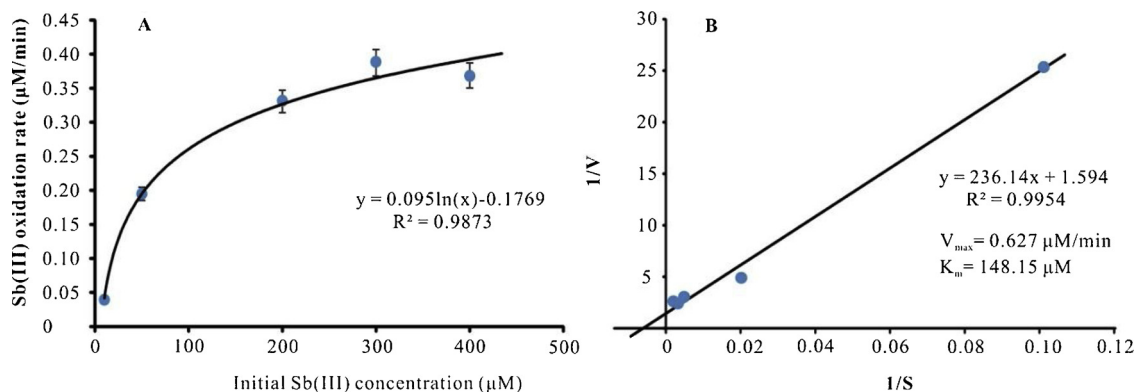 A
Sb(III) oxidation rate (μM/min)
0.45
0.40
0.35
0.30
0.25
0.20
0.15
0.10
0.05
0
y = 0.095ln(x)-0.1769
R² = 0.9873
0 100 200 300 400 500
Initial Sb(III) concentration (μM)
B
1/V
30
25
20
15
10
5
y = 236.14x + 1.594
R² = 0.9954
Vmax= 0.627 μM/min
Km= 148.15 μM
0 0.02 0.04 0.06 0.08 0.10 0.12
1/S